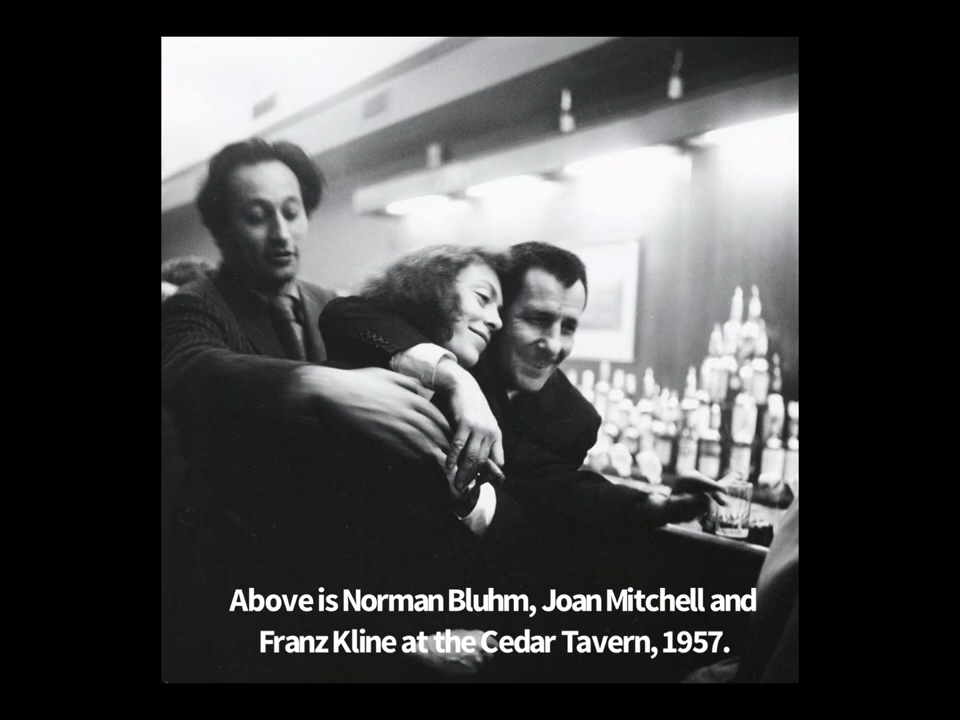 Above is Norman Bluhm, Joan Mitchell and
Franz Kline at the Cedar Tavern, 1957.